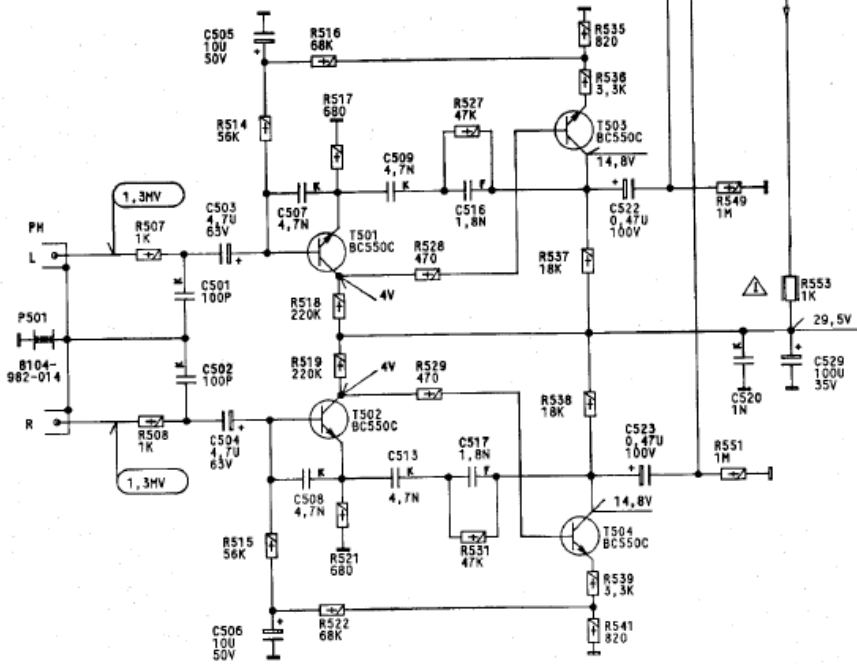 C505
10U
50V
+
R516
68K
R535
820
R536
3,3K
R517
680
R527
47K
R514
56K
T503
BC550C
14,8V
C509
4,7N
K
K
F
1,3MV
C503
4,7U
63V
+
C507
4,7N
C516
1,8N
C522
0,47U
100V
+
R549
1M
PH
R507
1K
T501
BC550C
R528
470
R537
18K
L
K
C501
100P
4V
R553
1K
R518
220K
P501
29,5V
8104-
982-014
C502
100P
K
R519
220K
4V
R529
470
K
C520
1N
+
C529
100U
35V
R538
18K
R
R508
1K
C504
4,7U
63V
+
T502
BC550C
C517
1,8N
C523
0,47U
100V
+
R551
1M
C513
K
K
F
1,3MV
C508
4,7N
4,7N
14,8V
T504
BC550C
R515
56K
R521
680
R531
47K
R539
3,3K
C506
10U
50V
+
R522
68K
R541
820